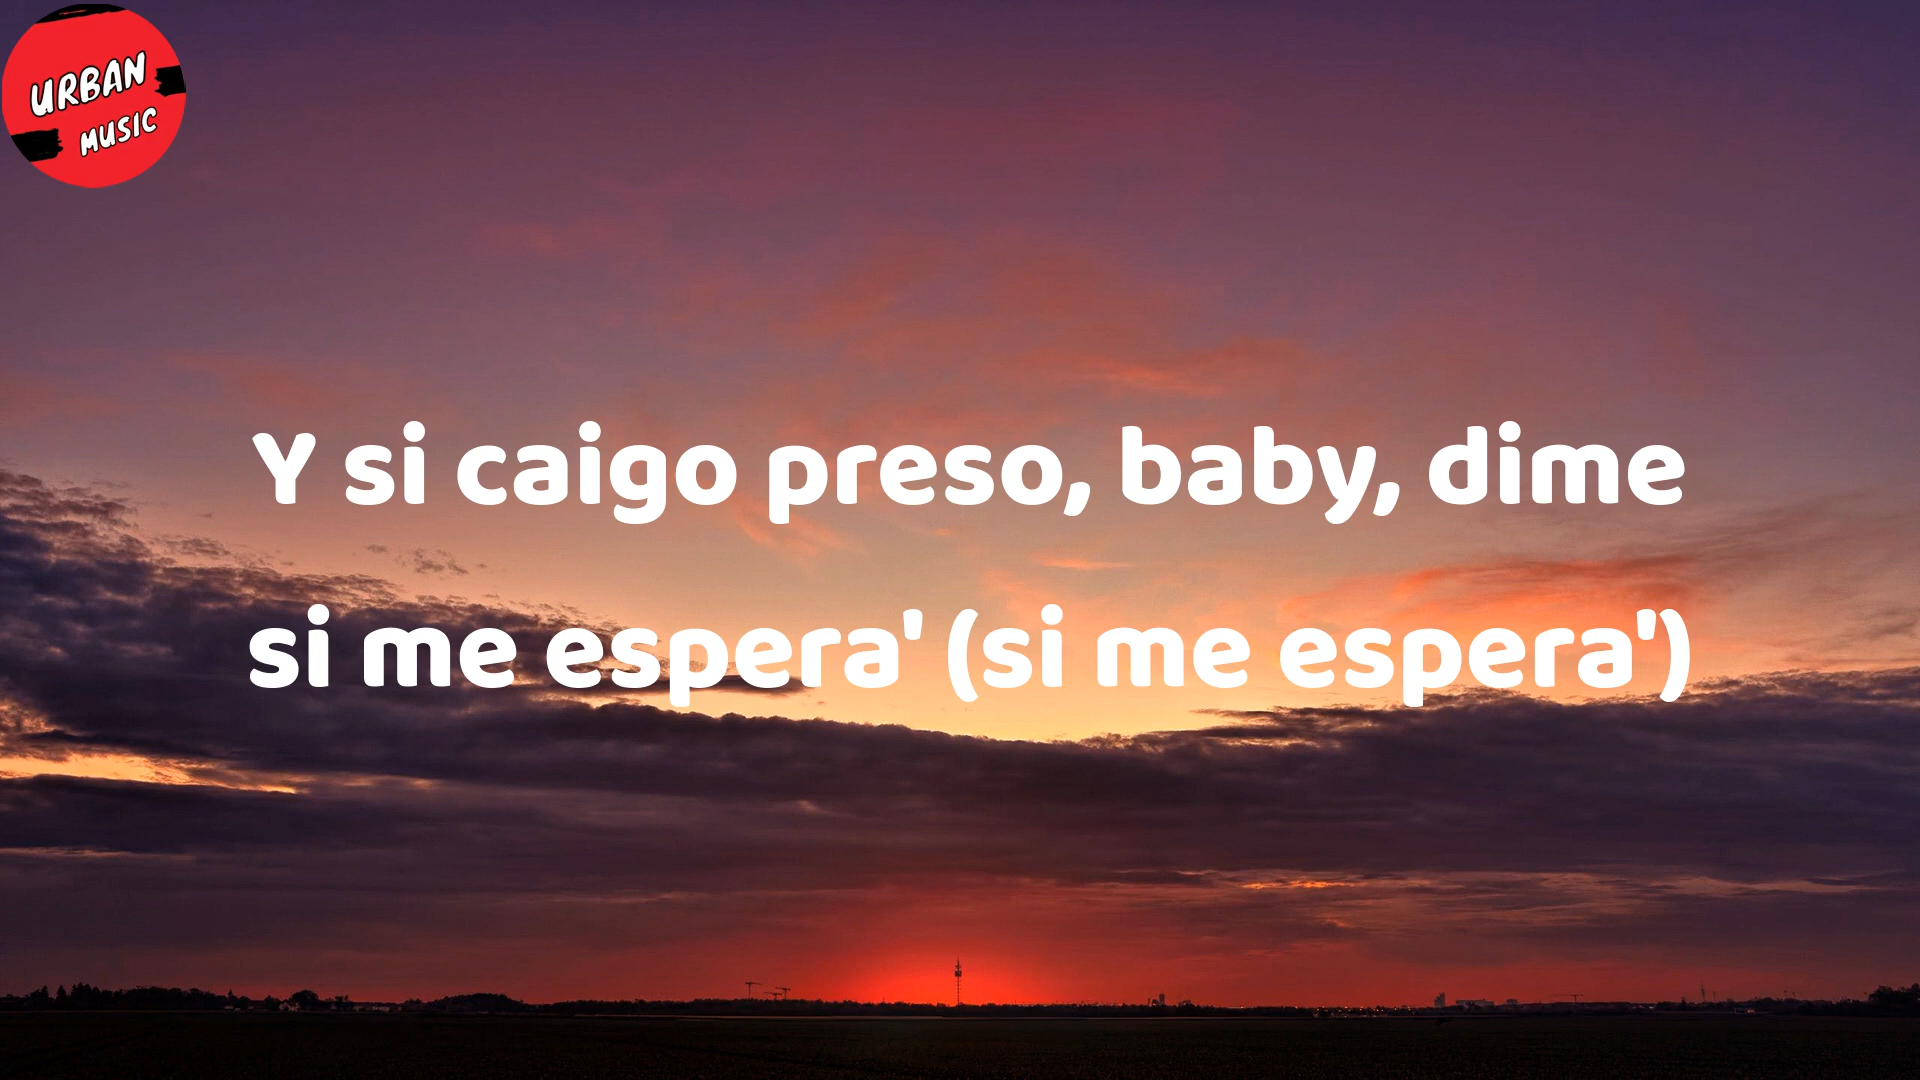 URBAN
MUSIC
Y si caigo preso, baby, dime
si me espera' (si me espera')